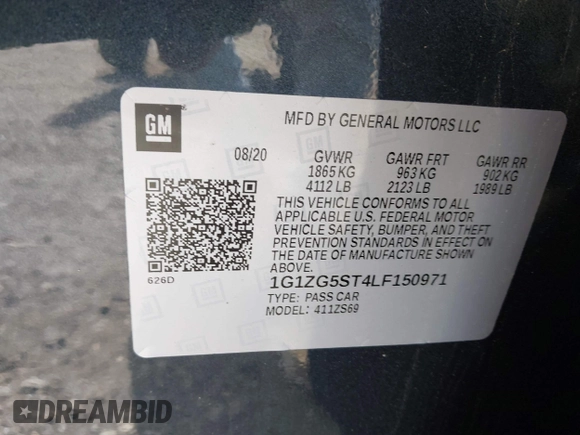 GM
MFD BY GENERAL MOTORS LLC
08/20 GVWR GAWR FRT GAWR RR
1865 KG 963 KG 902 KG
4112 LB 2123 LB 1989 LB
THIS VEHICLE CONFORMS TO ALL
APPLICABLE U.S. FEDERAL MOTOR
VEHICLE SAFETY, BUMPER, AND THEFT
PREVENTION STANDARDS IN EFFECT ON
THE DATE OF MANUFACTURE SHOWN
ABOVE.
626D
1G1ZG5ST4LF150971
TYPE: PASS CAR
MODEL: 411ZS69
DREAMBID